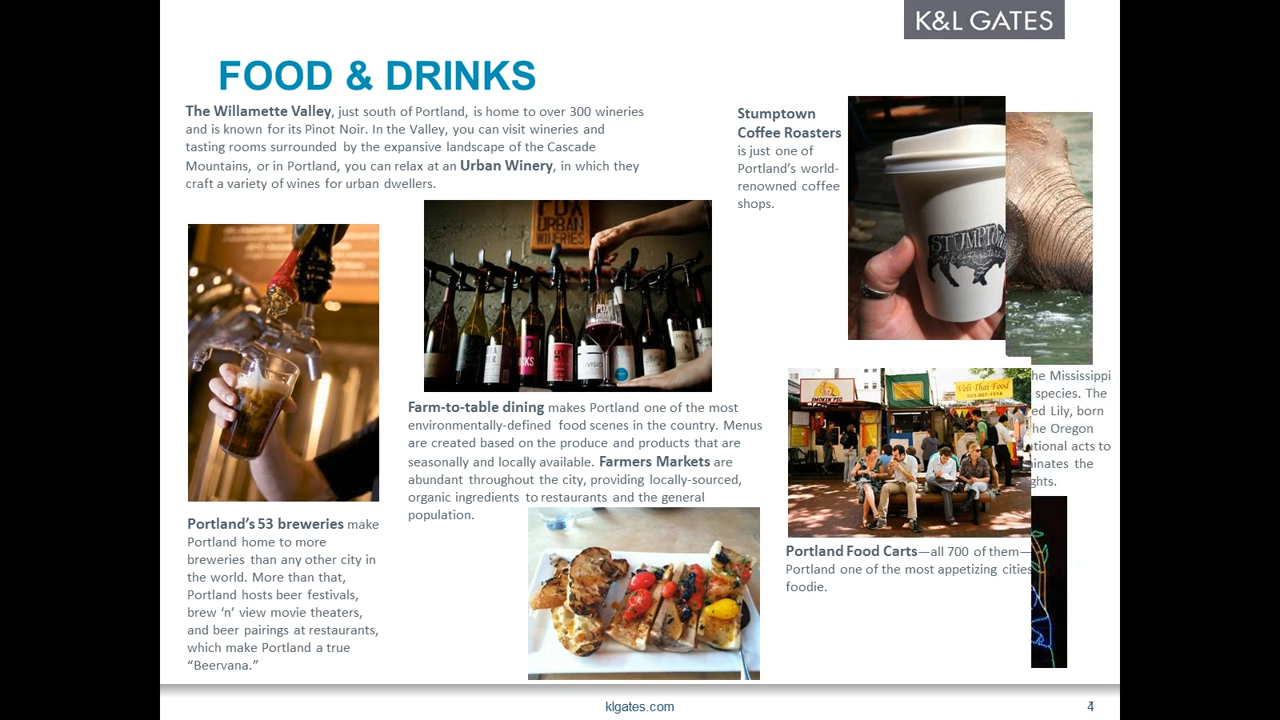 K&L GATES
FOOD & DRINKS
The Willamette Valley, just south of Portland, is home to over 300 wineries
and is known for its Pinot Noir. In the Valley, you can visit wineries and
tasting rooms surrounded by the expansive landscape of the Cascade
Mountains, or in Portland, you can relax at an Urban Winery, in which they
craft a variety of wines for urban dwellers.
Stumptown
Coffee Roasters
is just one of
Portland's world-
renowned coffee
shops.
URBAN
WINERIES
STUMPTOW
Coffee Roasters
Farm-to-table dining makes Portland one of the most
environmentally-defined food scenes in the country. Menus
are created based on the produce and products that are
seasonally and locally available. Farmers Markets are
abundant throughout the city, providing locally-sourced,
organic ingredients to restaurants and the general
population.
SMOKIN' PIG
Veli-Thai Food
he Mississippi
species. The
ed Lily, born
he Oregon
tional acts to
inates the
ghts.
Portland's 53 breweries make
Portland home to more
breweries than any other city in
the world. More than that,
Portland hosts beer festivals,
brew 'n' view movie theaters,
and beer pairings at restaurants,
which make Portland a true
“Beervana.”
Portland Food Carts—all 700 of them—
Portland one of the most appetizing cities
foodie.
klgates.com
4